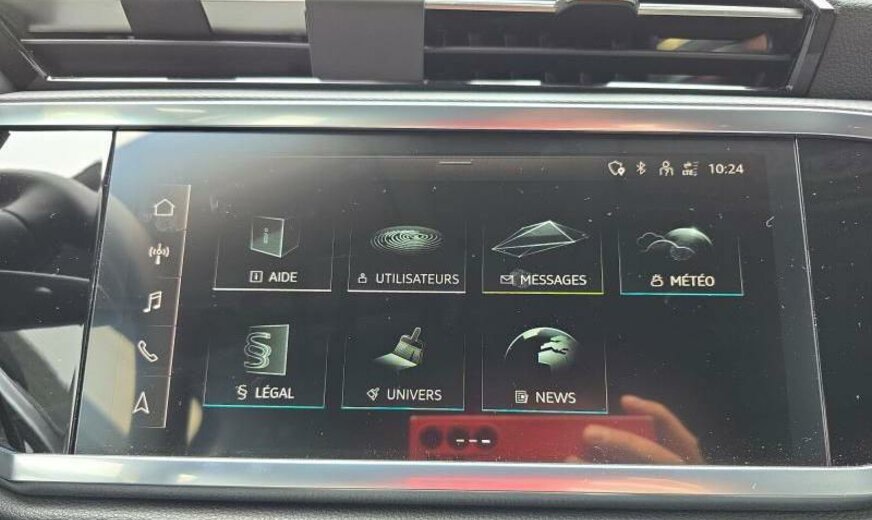 10:24
AIDE
UTILISATEURS
MESSAGES
MÉTÉO
§ LÉGAL
UNIVERS
NEWS